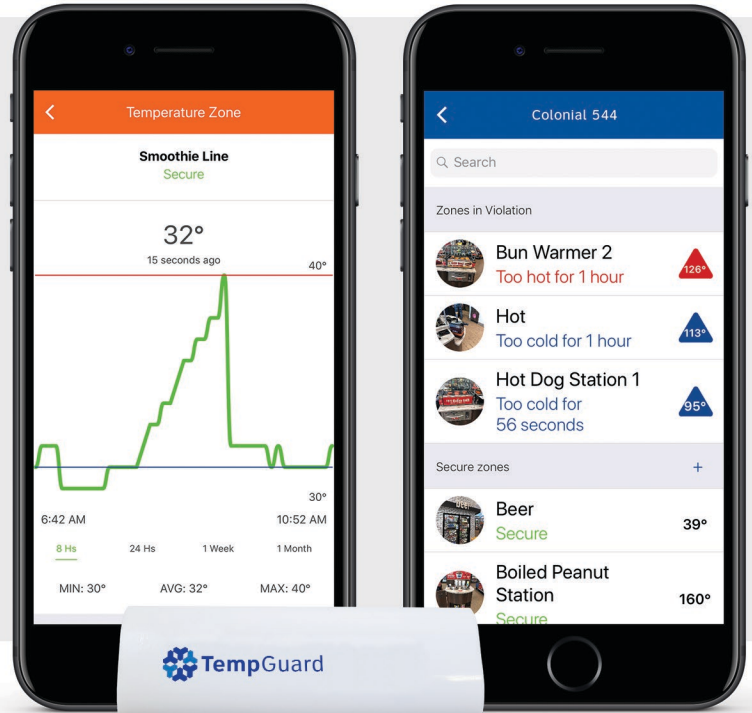 Temperature Zone
Smoothie Line
Secure
32°
15 seconds ago
40°
30°
6:42 AM
10:52 AM
8 Hs
24 Hs
1 Week
1 Month
MIN: 30°
AVG: 32°
MAX: 40°
Colonial 544
Search
Zones in Violation
Bun Warmer 2
Too hot for 1 hour
126°
Hot
Too cold for 1 hour
113°
Hot Dog Station 1
Too cold for
56 seconds
95°
Secure zones
+
Beer
Secure
39°
Boiled Peanut
Station
160°
Secure
TempGuard